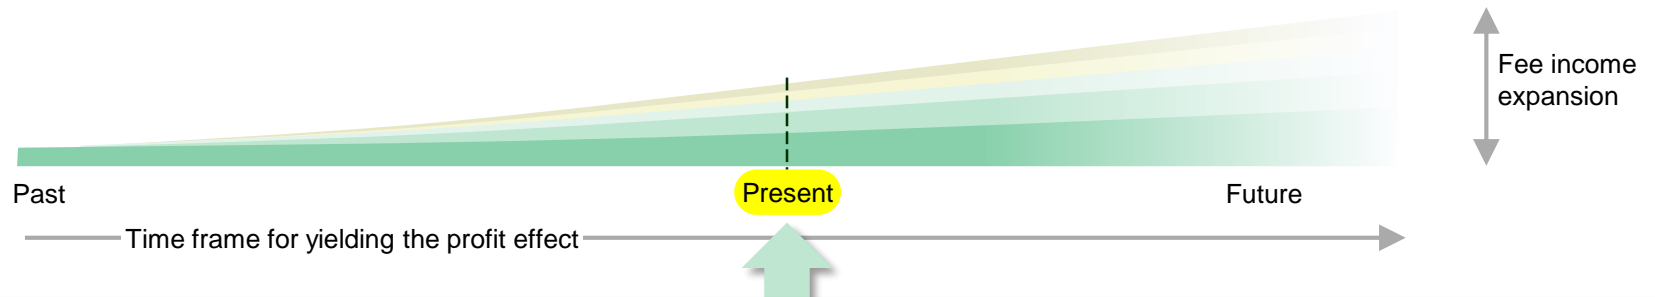 Fee income
expansion
Past
Present
Future
Time frame for yielding the profit effect